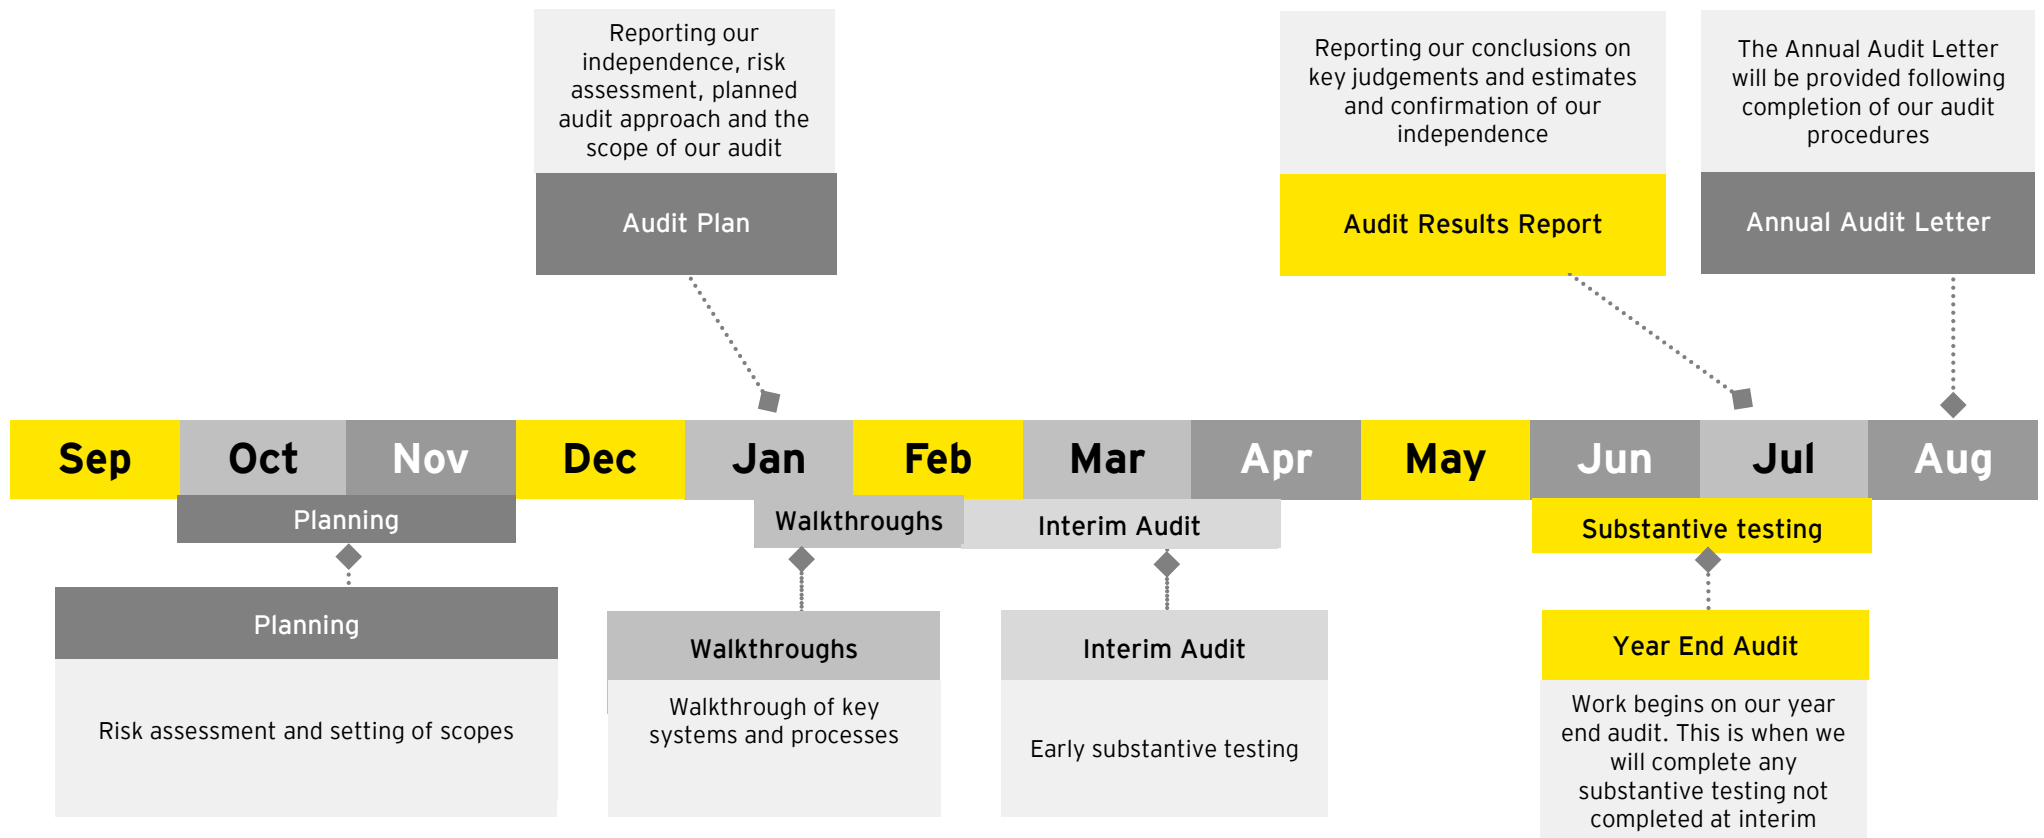 Reporting our
independence, risk
assessment, planned
audit approach and the
scope of our audit
Audit Plan
Reporting our conclusions on
key judgements and estimates
and confirmation of our
independence
Audit Results Report
The Annual Audit Letter
will be provided following
completion of our audit
procedures
Annual Audit Letter
Sep Oct Nov Dec Jan Feb Mar Apr May Jun Jul Aug
Planning
Walkthroughs
Interim Audit
Substantive testing
Planning
Risk assessment and setting of scopes
Walkthroughs
Walkthrough of key
systems and processes
Interim Audit
Early substantive testing
Year End Audit
Work begins on our year
end audit. This is when we
will complete any
substantive testing not
completed at interim